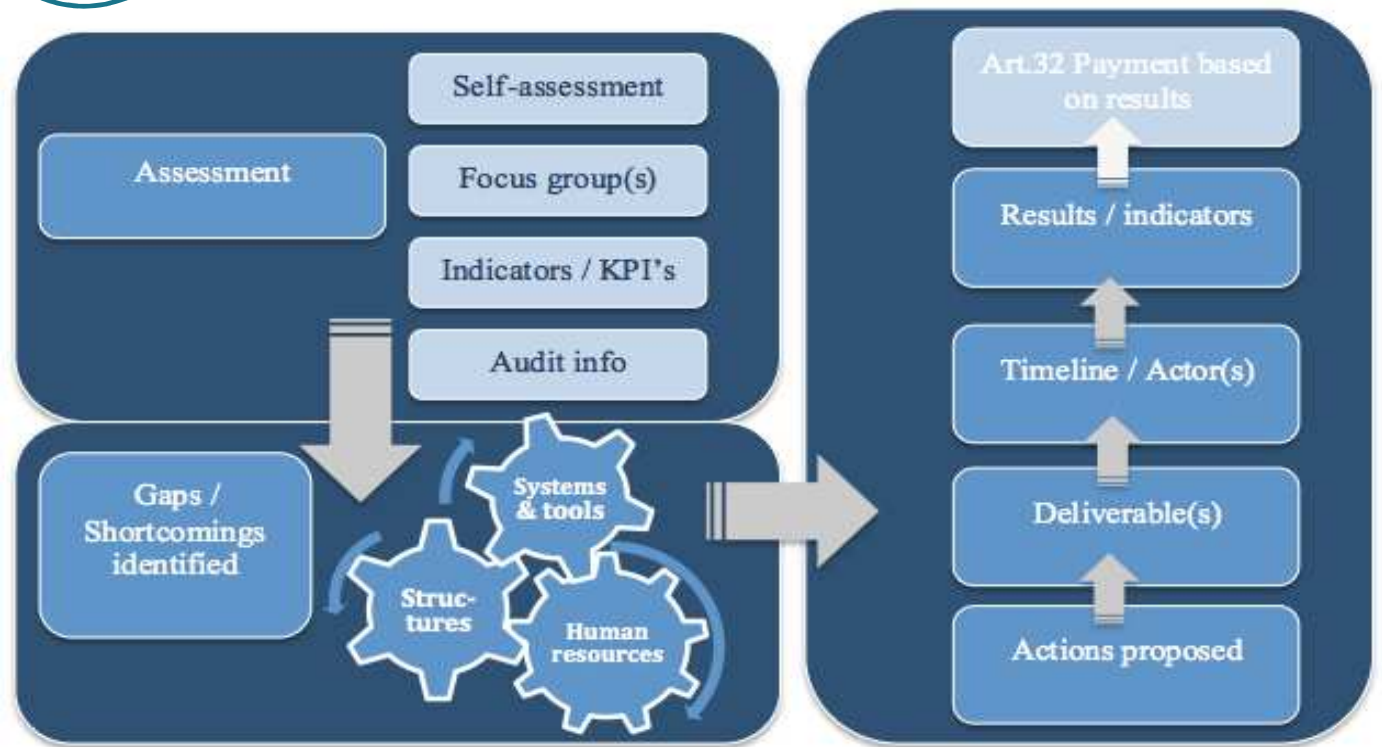 Assessment
Self-assessment
Focus group(s)
Indicators / KPI's
Audit info
Gaps /
Shortcomings
identified
Systems
& tools
Struc-
tures
Human
resources
Art.32 Payment based
on results
Results / indicators
Timeline / Actor(s)
Deliverable(s)
Actions proposed